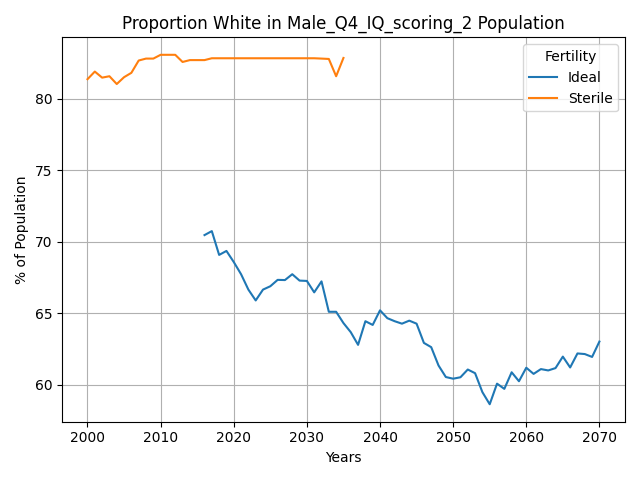 Proportion White in Male_Q4_IQ_scoring_2 Population
Fertility
Ideal
Sterile
% of Population
80
75
70
65
60
2000 2010 2020 2030 2040 2050 2060 2070
Years